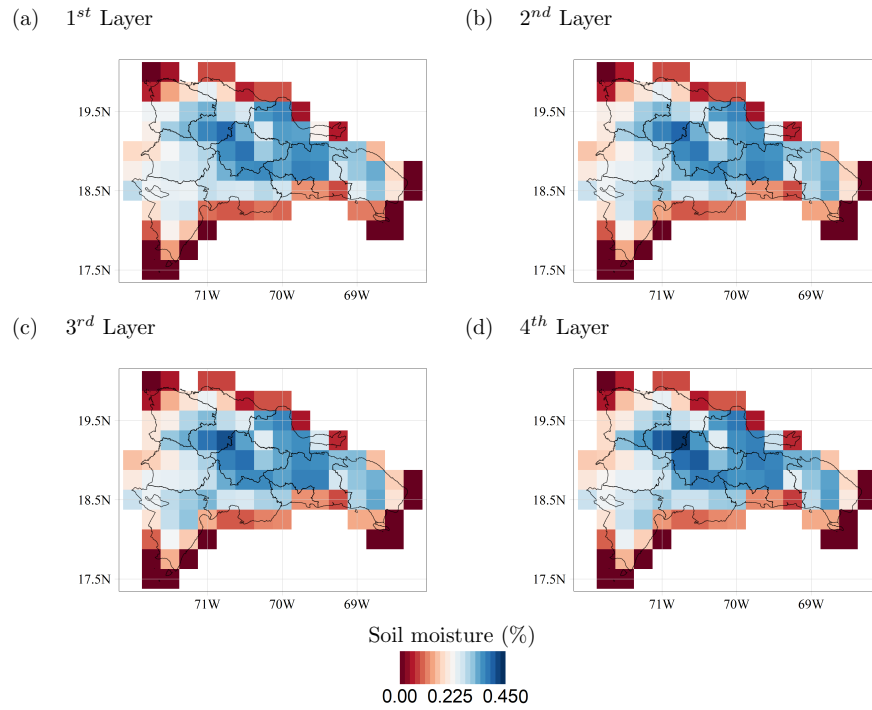 (a) 1st Layer
(b) 2nd Layer
19.5N
18.5N
17.5N
71W 70W 69W
19.5N
18.5N
17.5N
71W 70W 69W
(c) 3rd Layer
(d) 4th Layer
19.5N
18.5N
17.5N
71W 70W 69W
19.5N
18.5N
17.5N
71W 70W 69W
Soil moisture (%)
0.00 0.225 0.450